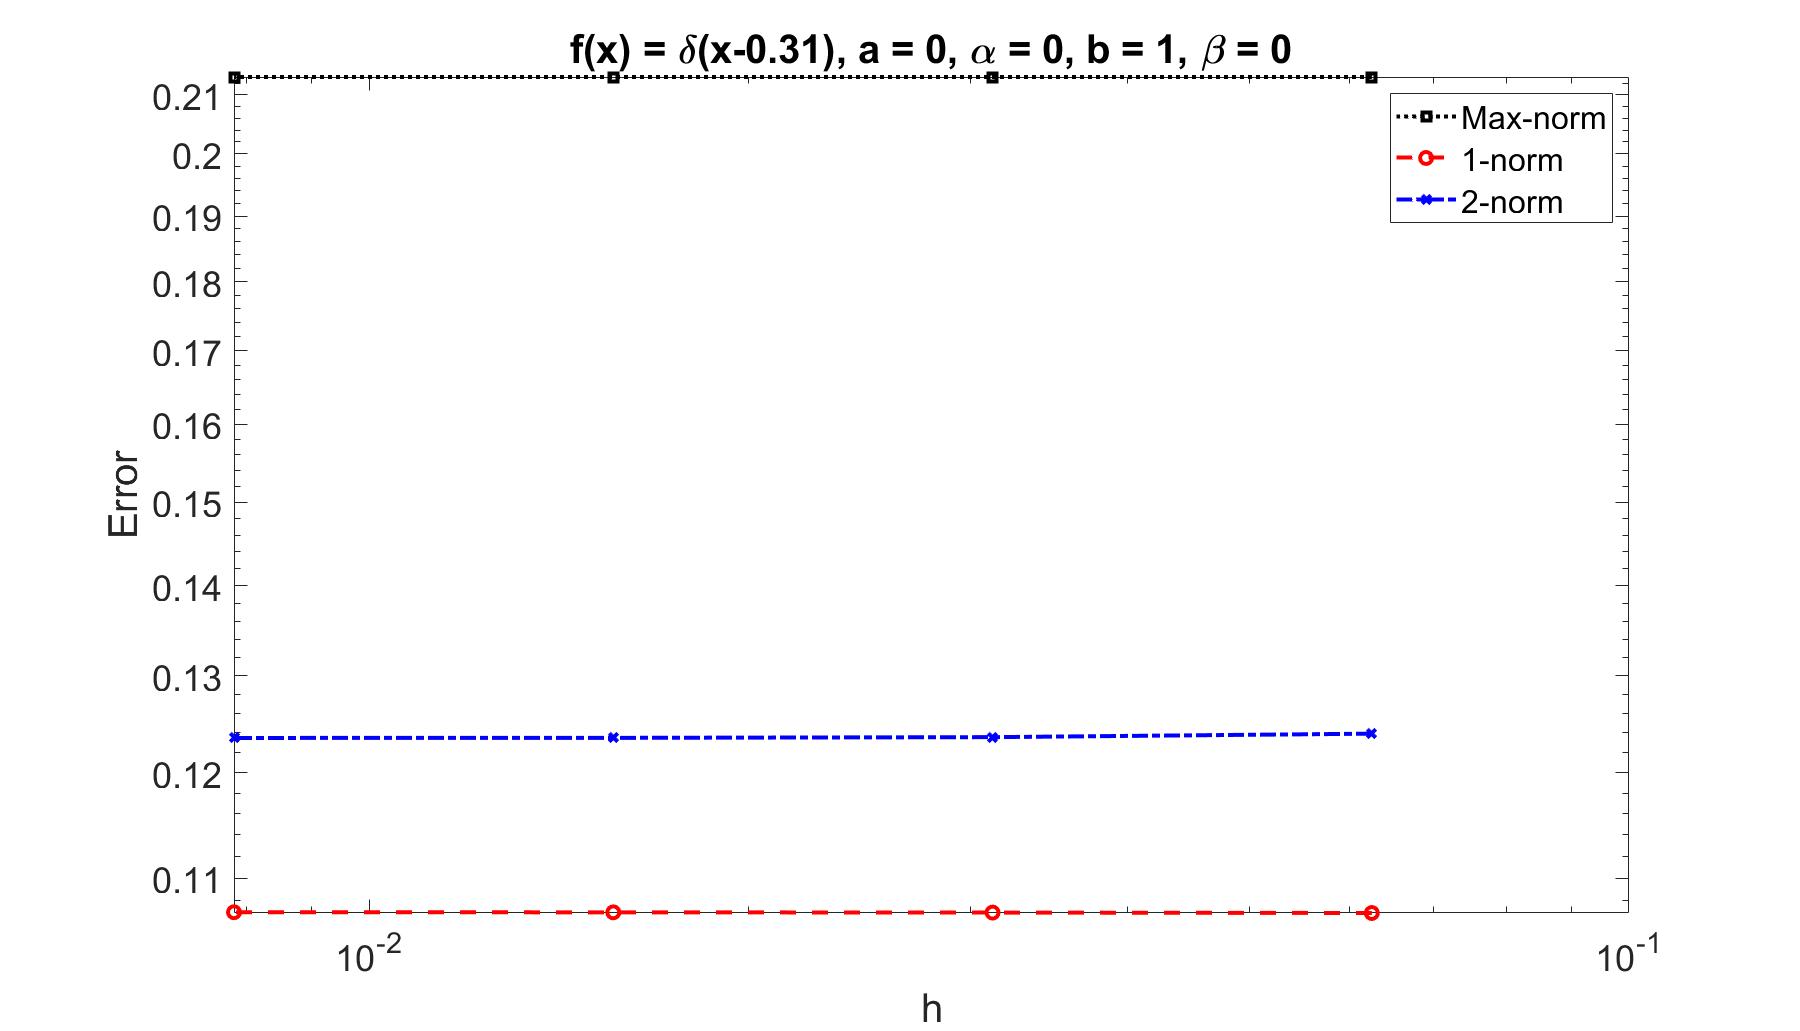 f(x) = δ(x-0.31), a = 0, α = 0, b = 1, β = 0
0.21
0.2
0.19
0.18
0.17
0.16
0.15
0.14
0.13
0.12
0.11
Error
Max-norm
1-norm
2-norm
10^-2
10^-1
h